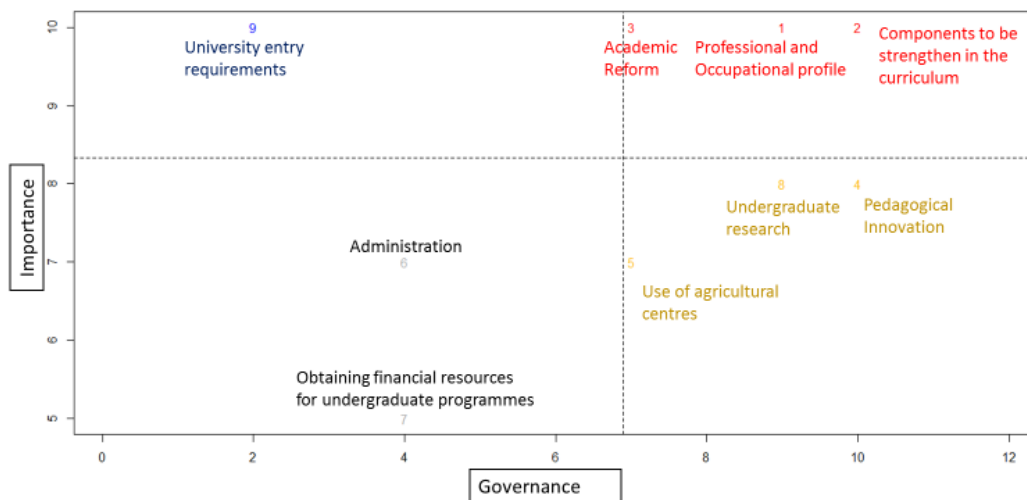 10
9
3
1
2
University entry
requirements
Academic
Reform
Professional and
Occupational profile
Components to be
strengthen in the
curriculum
9
8
8
4
Undergraduate
research
Pedagogical
Innovation
Administration
7
6
5
Use of agricultural
centres
6
Obtaining financial resources
for undergraduate programmes
5
7
Importance
0
2
4
6
8
10
12
Governance